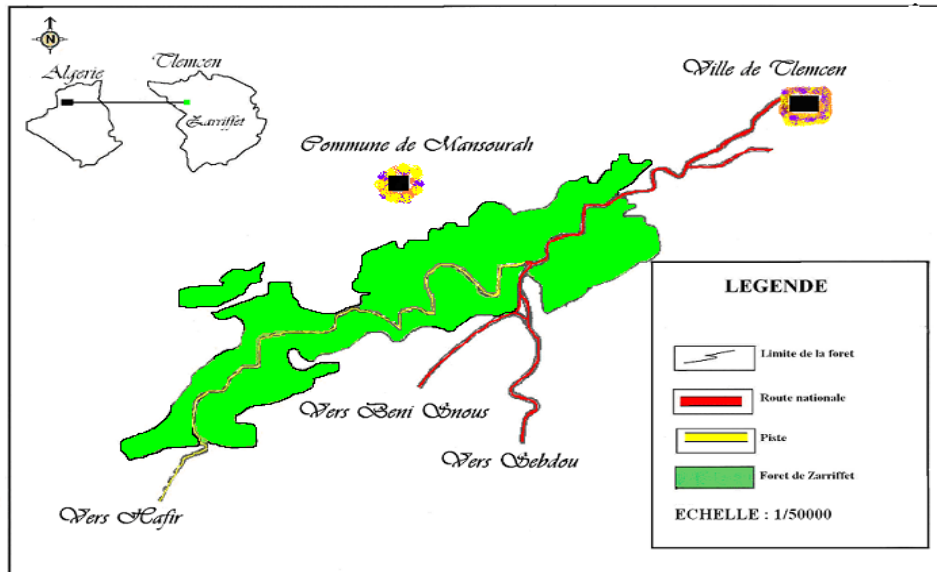 N
Algerie
Tlemcen
Zarriffet
Ville de Tlemcen
Commune de Mansourah
Vers Beni Snous
Vers Sebdou
Vers Hafir
LEGENDE
Limite de la foret
Route nationale
Piste
Foret de Zarriffet
ECHELLE : 1/50000